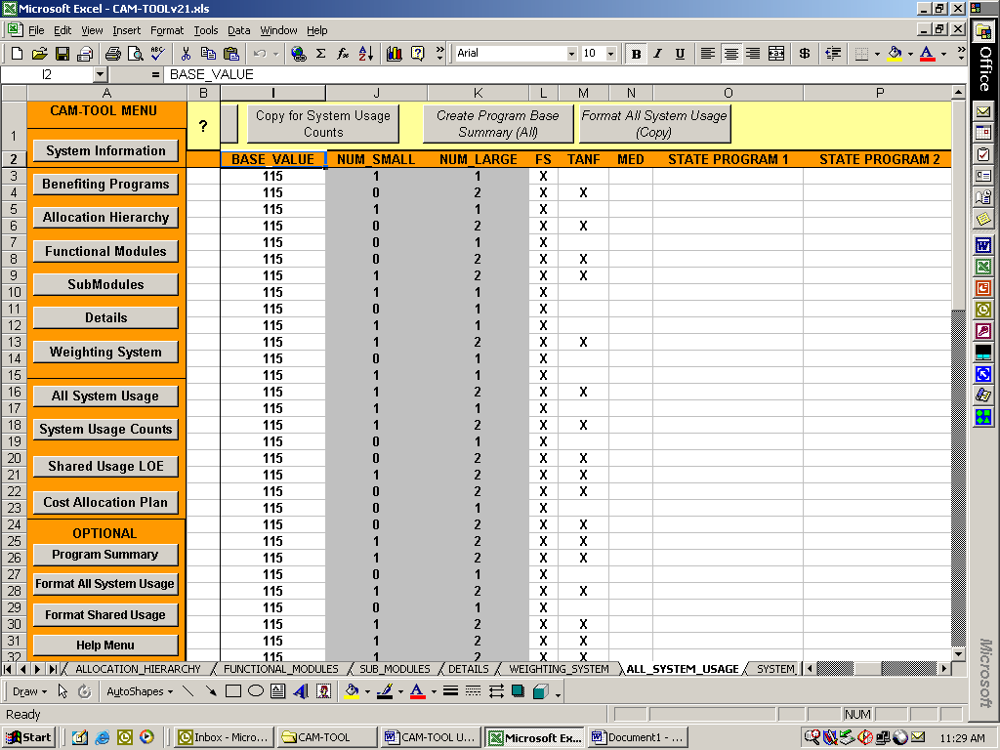 Microsoft Excel - CAM-TOOLv21.xls
File Edit View Insert Format Tools Data Window Help
Arial 10 B I U $
I2 = BASE_VALUE
A B I J K L M N O P
1 CAM-TOOL MENU ? Copy for System Usage Counts Create Program Base Summary (All) Format All System Usage (Copy)
System Information
2 BASE_VALUE NUM_SMALL NUM_LARGE FS TANF MED STATE PROGRAM 1 STATE PROGRAM 2
3 115 1 1 X
Benefiting Programs
4 115 0 2 X X
5 115 1 1 X
Allocation Hierarchy
6 115 0 2 X X
7 115 0 1 X
Functional Modules
8 115 0 2 X X
9 115 1 2 X X
SubModules
10 115 1 1 X
11 115 0 1 X
Details
12 115 1 1 X
13 115 1 2 X X
Weighting System
14 115 0 1 X
15 115 1 1 X
16 All System Usage 115 1 2 X X
17 115 1 1 X
18 System Usage Counts 115 1 2 X X
19 115 0 1 X
20 115 0 2 X X
Shared Usage LOE
21 115 1 2 X X
22 115 0 2 X X
Cost Allocation Plan
23 115 0 1 X
24 115 0 2 X X
OPTIONAL
25 115 1 2 X X
26 Program Summary 115 1 2 X X
27 115 0 1 X
Format All System Usage
28 115 1 2 X X
29 115 0 1 X
Format Shared Usage
30 115 1 2 X X
31 Help Menu 115 1 2 X X
32 115 1 2 X X
ALLOCATION_HIERARCHY FUNCTIONAL_MODULES SUB_MODULES DETAILS WEIGHTING_SYSTEM ALL_SYSTEM_USAGE SYSTEM
Draw AutoShapes
Ready NUM
Start Inbox - Micro... CAM-TOOL CAM-TOOL U... Microsoft Ex... Document1 - ... 11:29 AM
Office
Microsoft